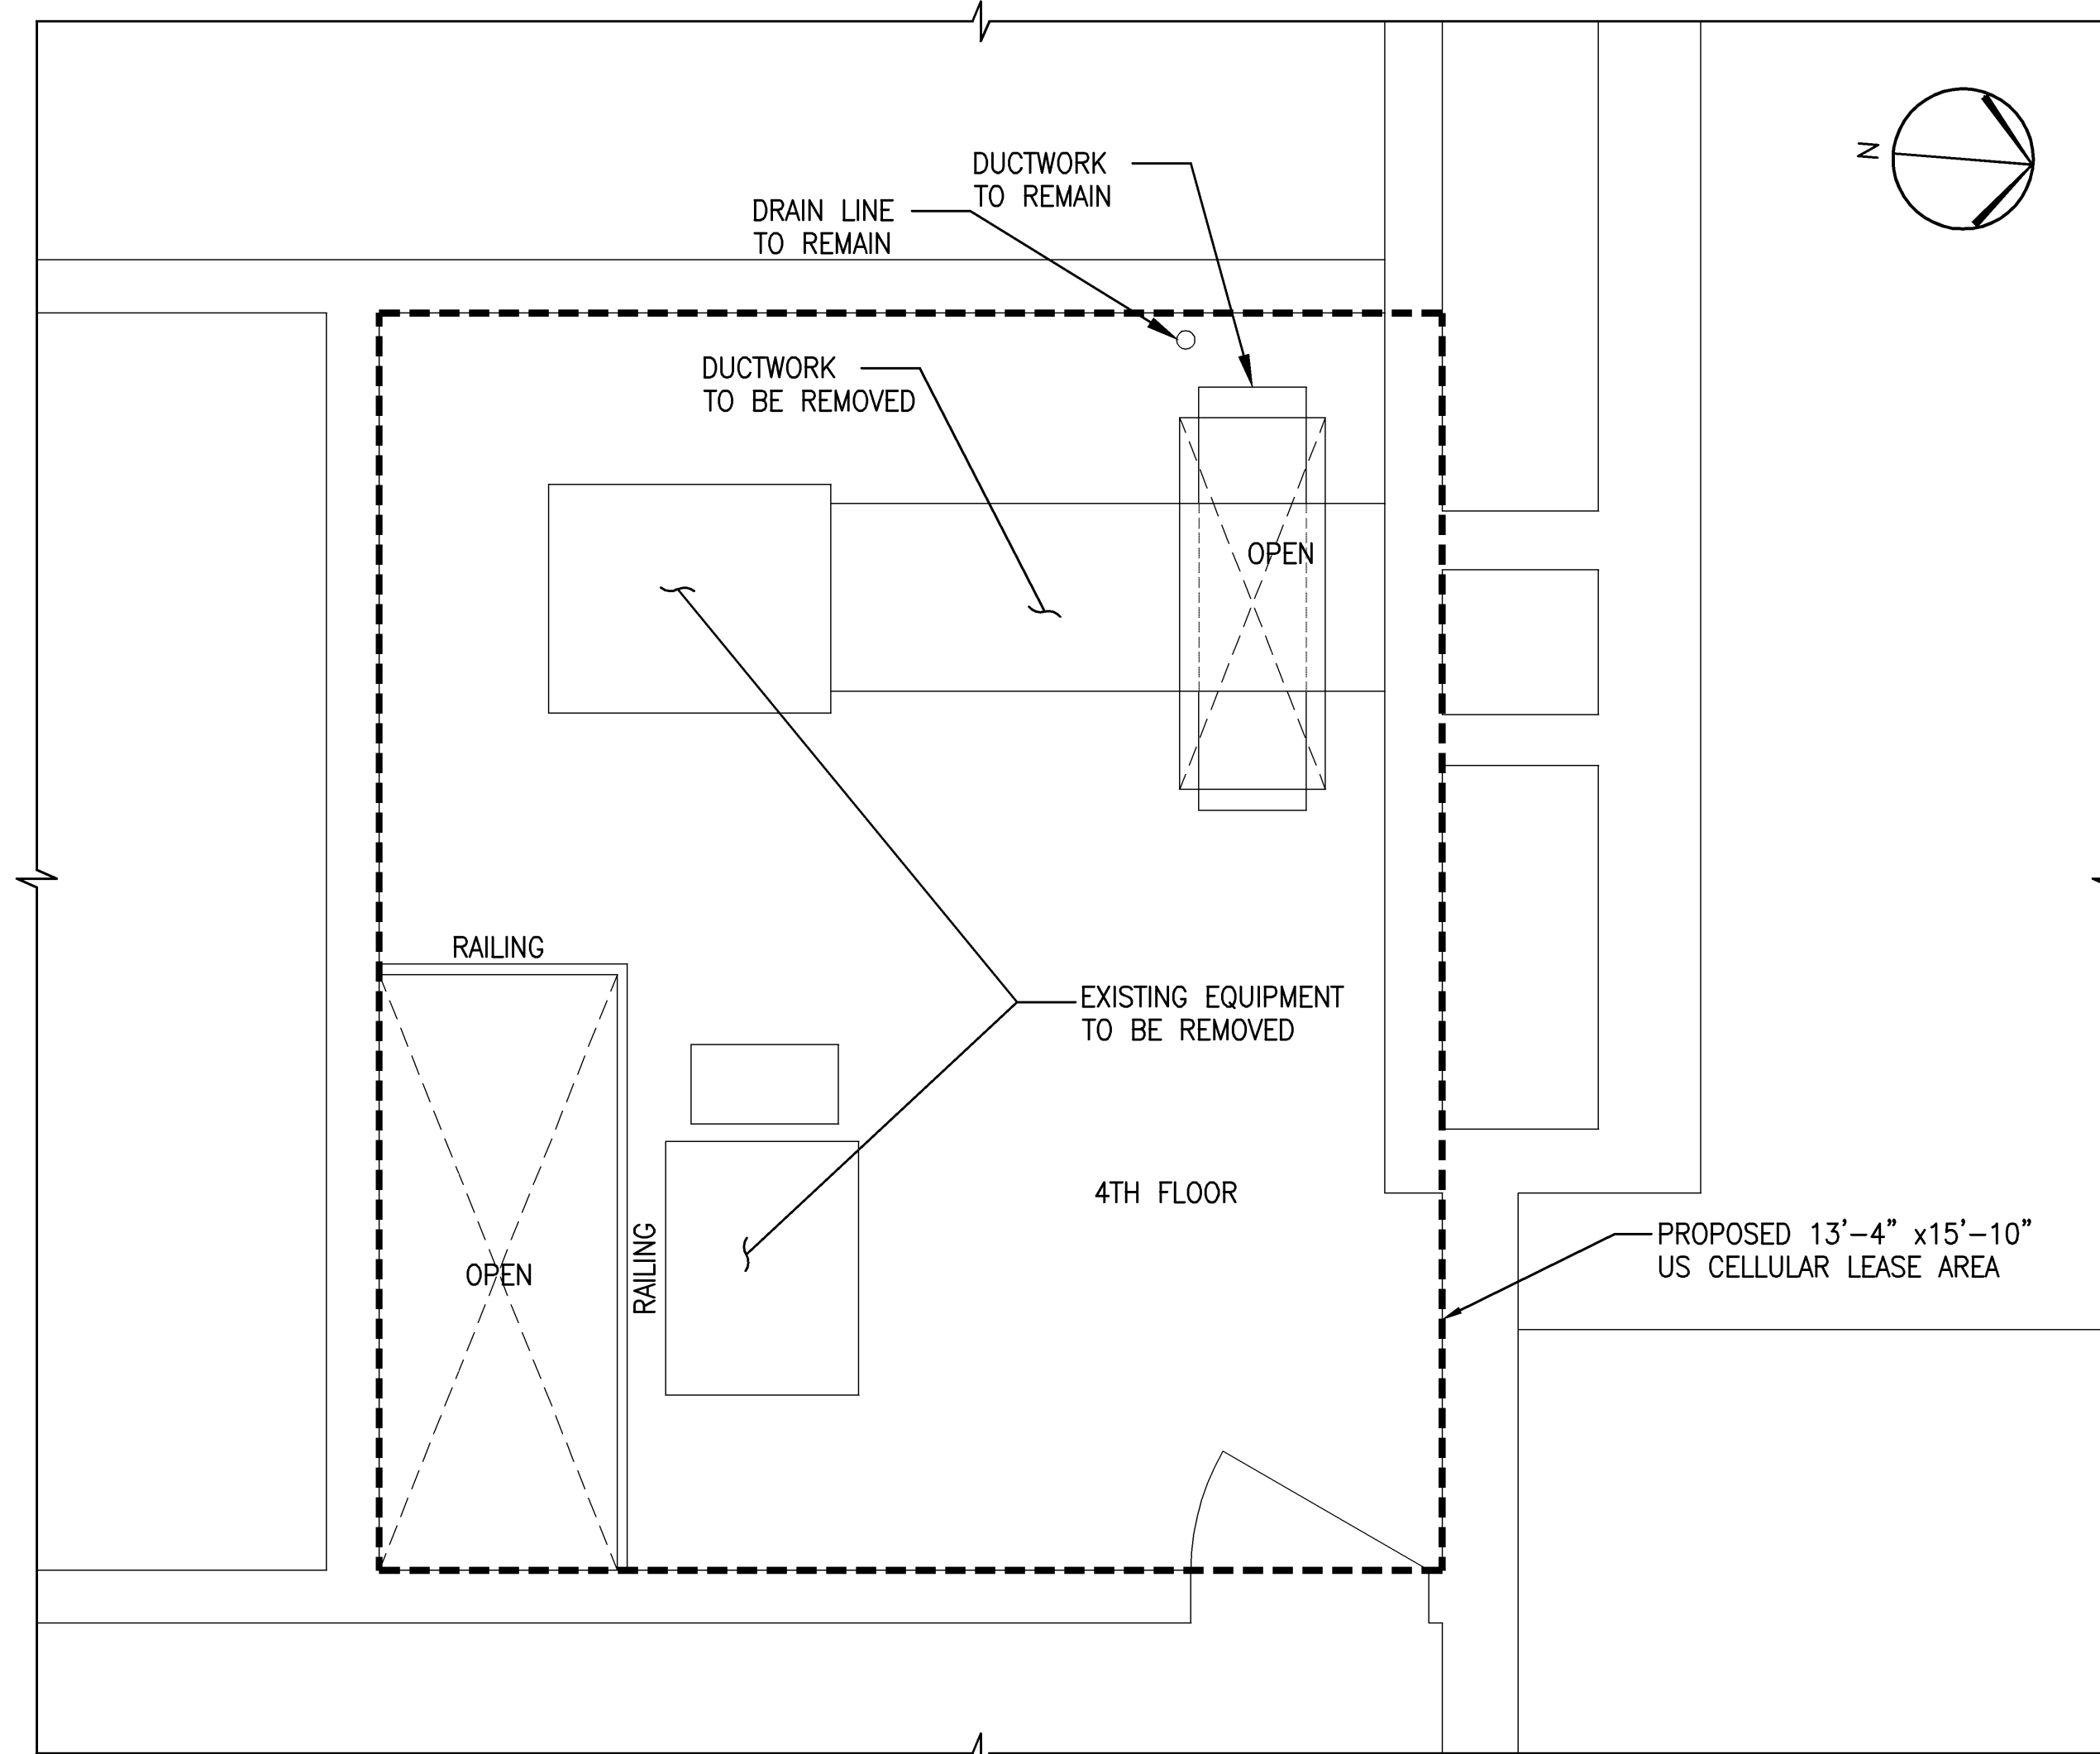 DUCTWORK
TO REMAIN
DRAIN LINE
TO REMAIN
N
DUCTWORK
TO BE REMOVED
OPEN
RAILING
EXISTING EQUIPMENT
TO BE REMOVED
4TH FLOOR
RAILING
OPEN
PROPOSED 13'-4" x15'-10"
US CELLULAR LEASE AREA